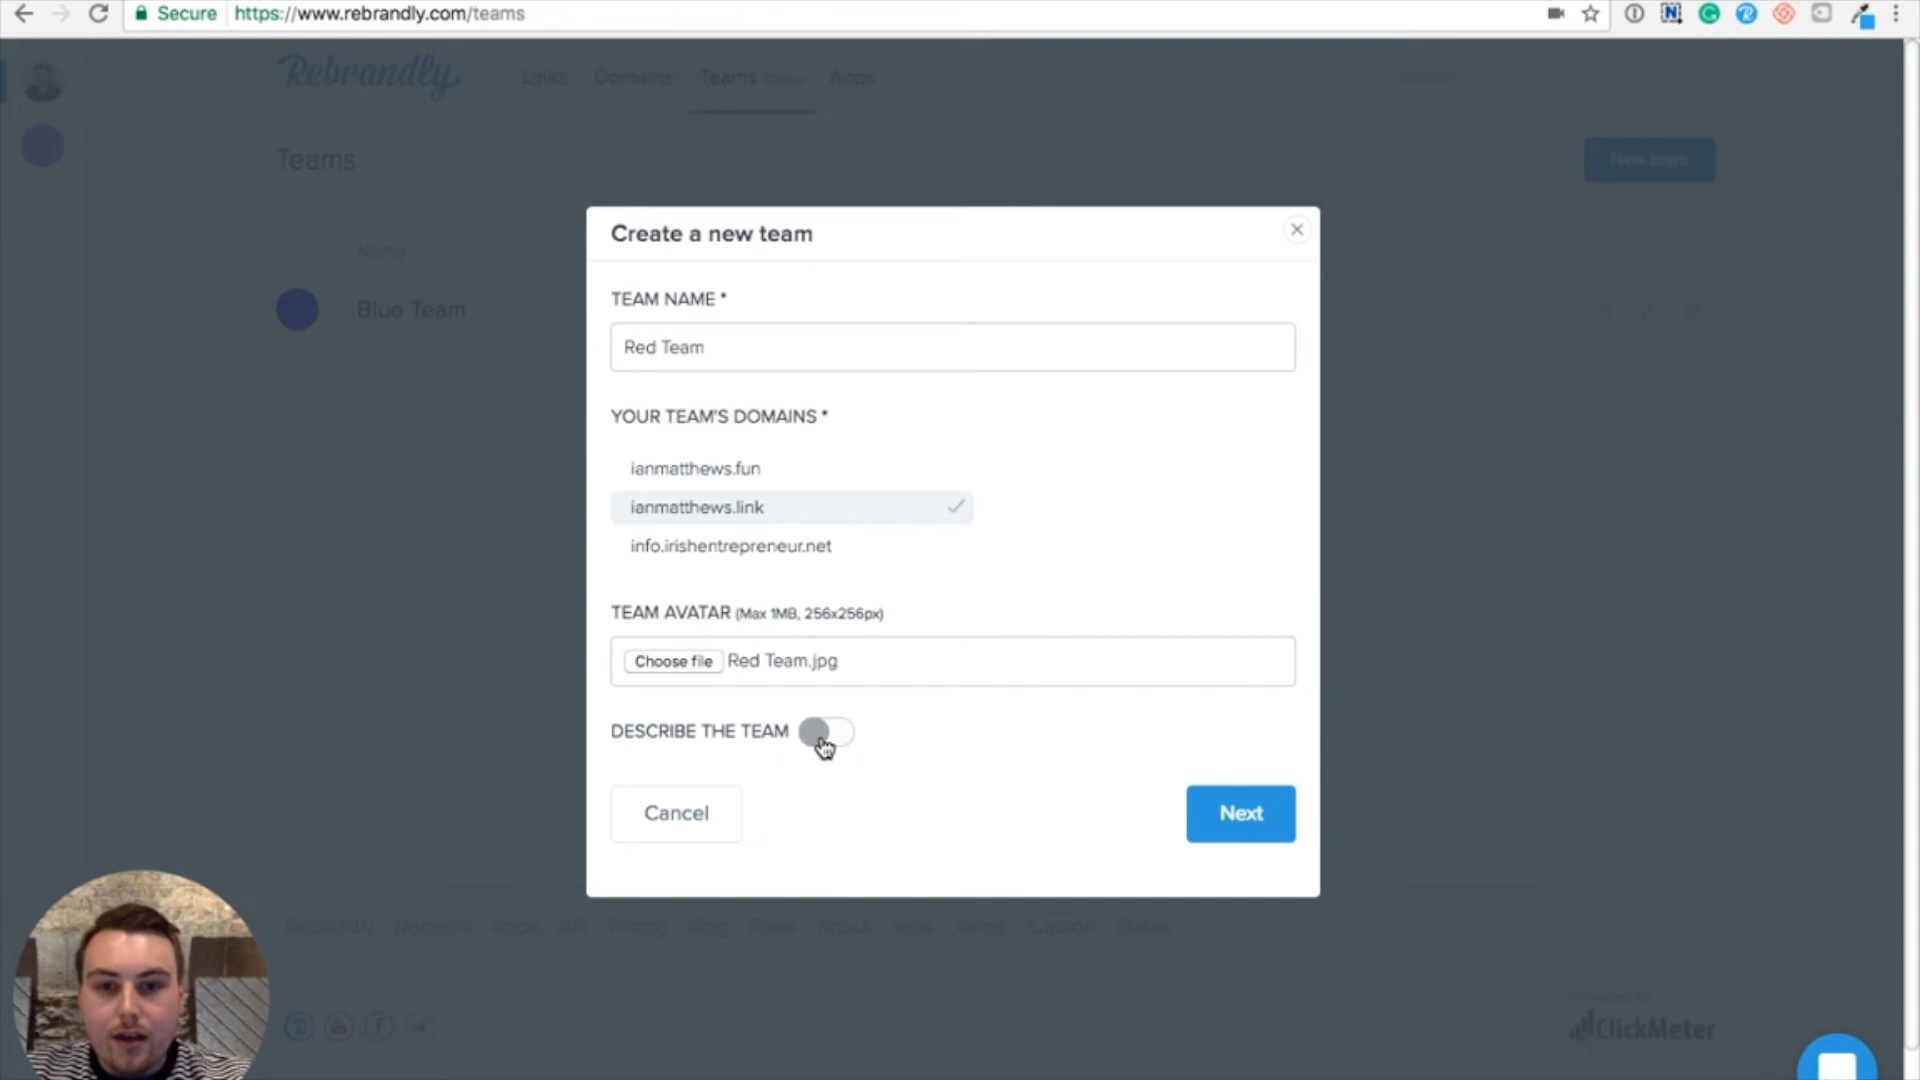 Secure https://www.rebrandly.com/teams
Rebrandly Links Domains Teams Apps
Teams New team
Name
Blue Team
Create a new team
TEAM NAME *
Red Team
YOUR TEAM'S DOMAINS *
ianmatthews.fun
ianmatthews.link
info.irishentrepreneur.net
TEAM AVATAR (Max 1MB, 256x256px)
Choose file Red Team.jpg
DESCRIBE THE TEAM
Cancel Next
Rebrandly Domains Apps API Pricing Blog Press About Jobs Terms Support Status
ClickMeter